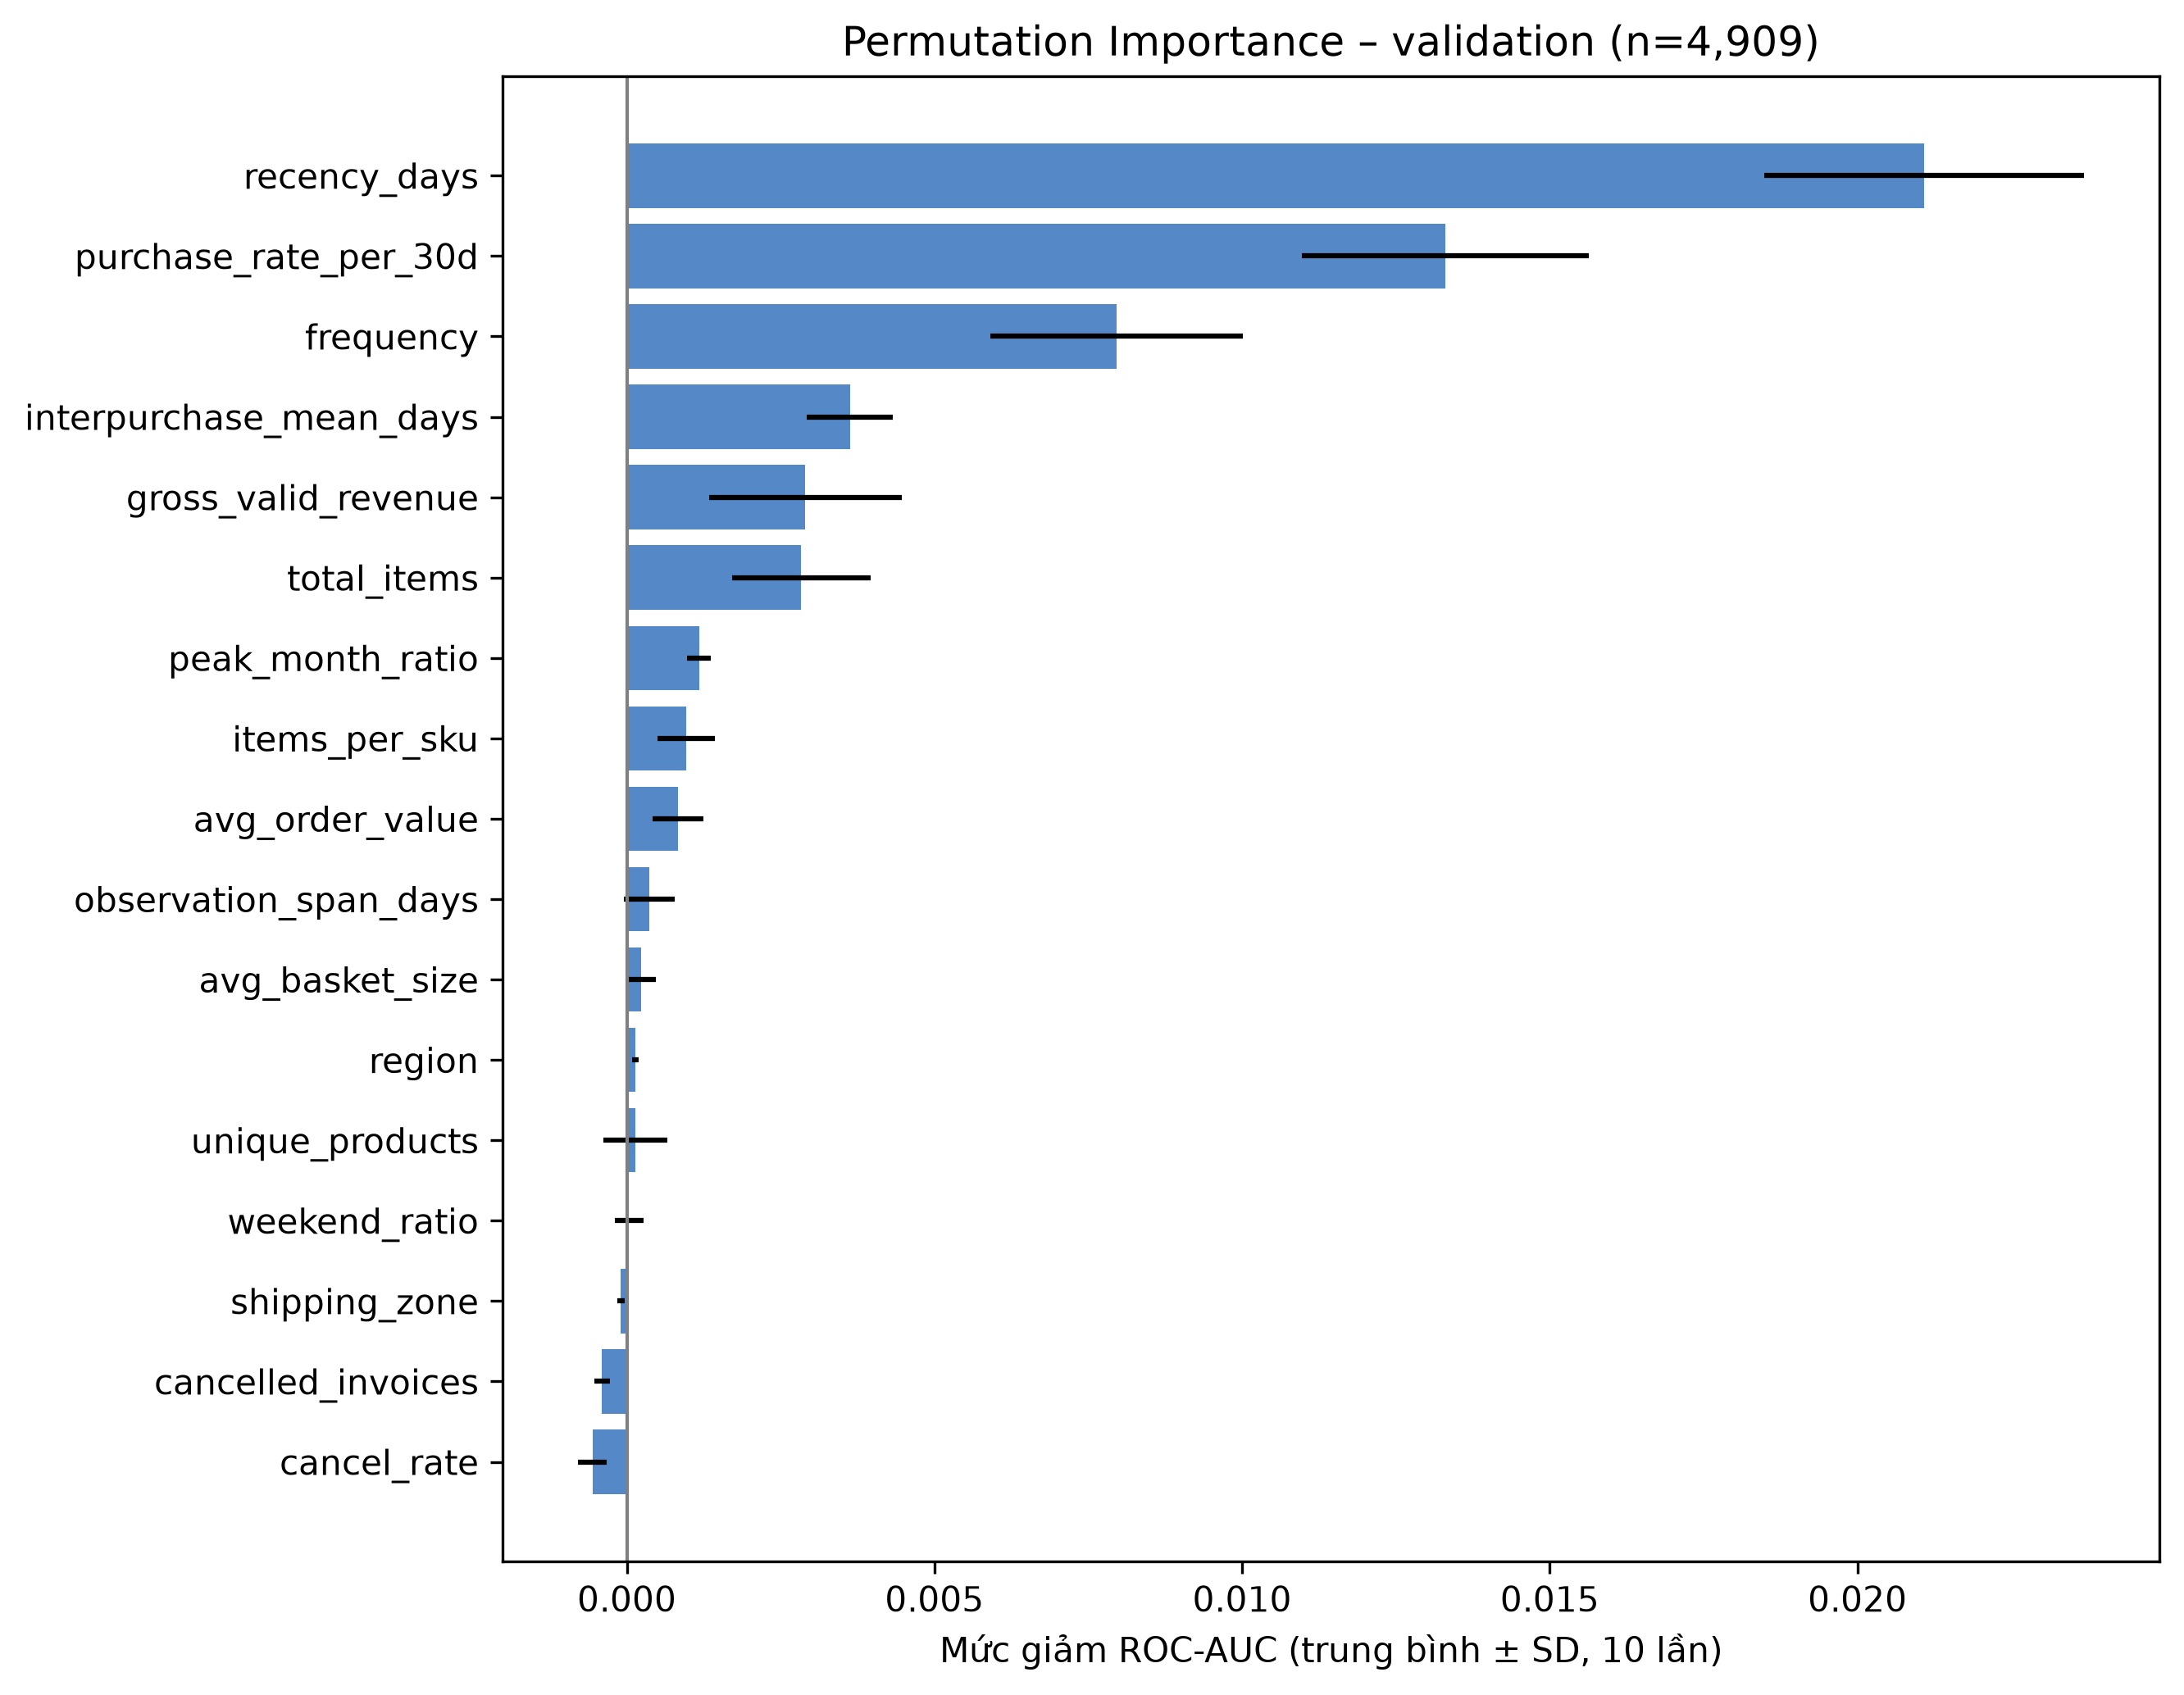 Permutation Importance – validation (n=4,909)
recency_days
purchase_rate_per_30d
frequency
interpurchase_mean_days
gross_valid_revenue
total_items
peak_month_ratio
items_per_sku
avg_order_value
observation_span_days
avg_basket_size
region
unique_products
weekend_ratio
shipping_zone
cancelled_invoices
cancel_rate
0.000 0.005 0.010 0.015 0.020
Mức giảm ROC-AUC (trung bình ± SD, 10 lần)